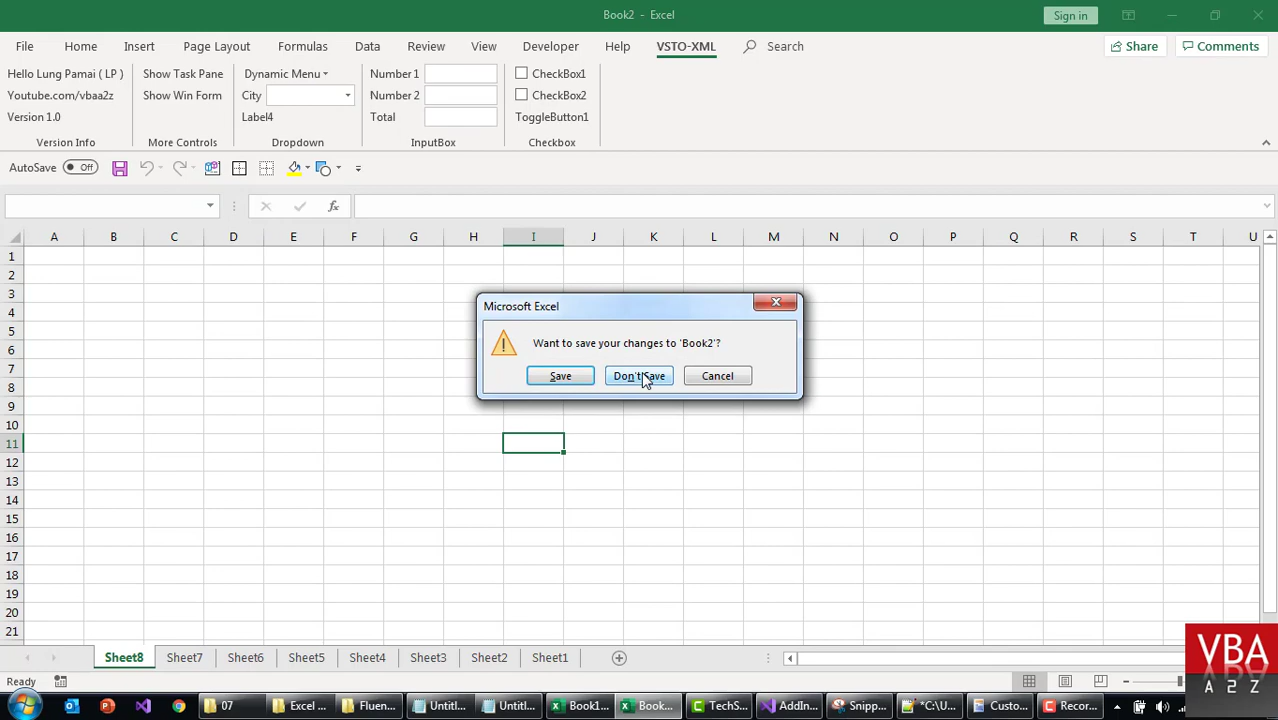 Book2 - Excel
Sign in
File Home Insert Page Layout Formulas Data Review View Developer Help VSTO-XML Search Share Comments
Hello Lung Pamai ( LP ) Show Task Pane Dynamic Menu Number 1 CheckBox1
Youtube.com/vbaa2z Show Win Form City Number 2 CheckBox2
Version 1.0 Label4 Total ToggleButton1
Version Info More Controls Dropdown InputBox Checkbox
AutoSave Off
fx
A B C D E F G H I J K L M N O P Q R S T U
1
2
3
4
5
6
7
8
9
10
11
12
13
14
15
16
17
18
19
20
21
Microsoft Excel
Want to save your changes to 'Book2'?
Save Don't Save Cancel
Sheet8 Sheet7 Sheet6 Sheet5 Sheet4 Sheet3 Sheet2 Sheet1
Ready
VBA
A 2 Z
07 Excel ... Fluen... Untitl... Untitl... Book1... Book... TechS... AddIn... Snipp... *C:\U... Custo... Recor...